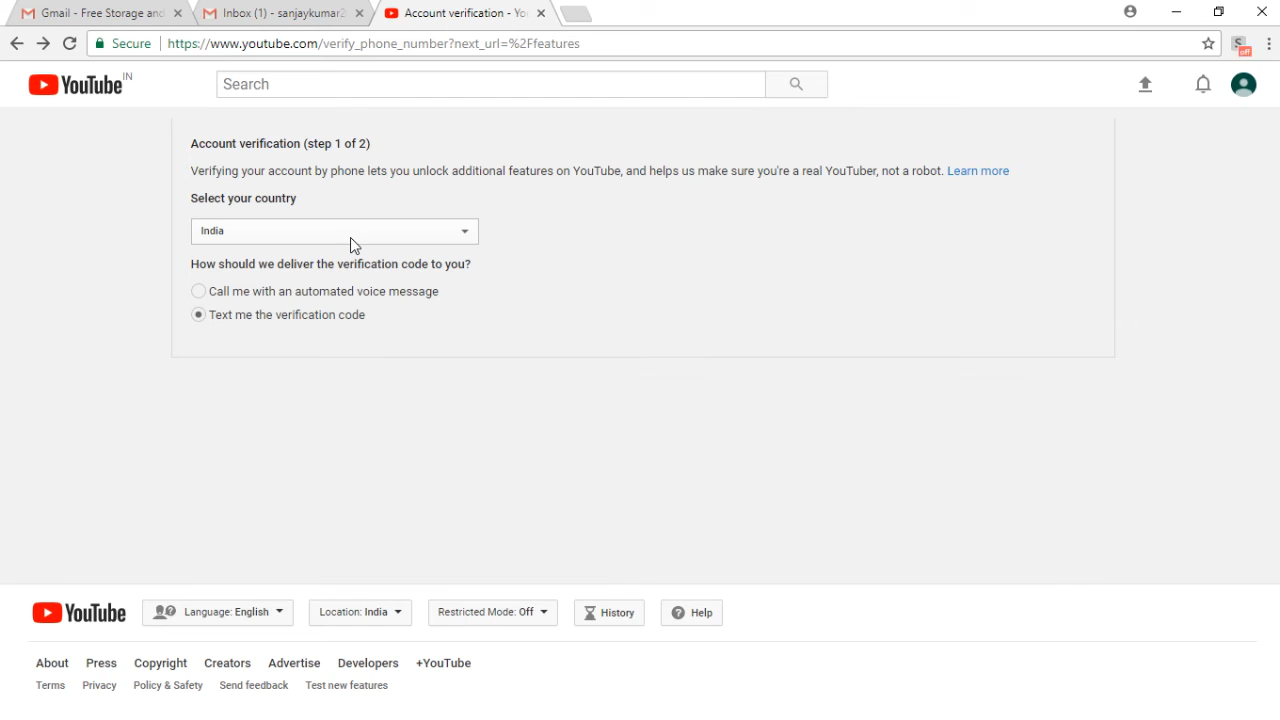 Gmail - Free Storage and
Inbox (1) - sanjaykumar2
Account verification - Yo
Secure
https://www.youtube.com/verify_phone_number?next_url=%2Ffeatures
S
off
YouTube IN
Search
Account verification (step 1 of 2)
Verifying your account by phone lets you unlock additional features on YouTube, and helps us make sure you're a real YouTuber, not a robot. Learn more
Select your country
India
How should we deliver the verification code to you?
Call me with an automated voice message
Text me the verification code
YouTube
Language: English
Location: India
Restricted Mode: Off
History
Help
About Press Copyright Creators Advertise Developers +YouTube
Terms Privacy Policy & Safety Send feedback Test new features